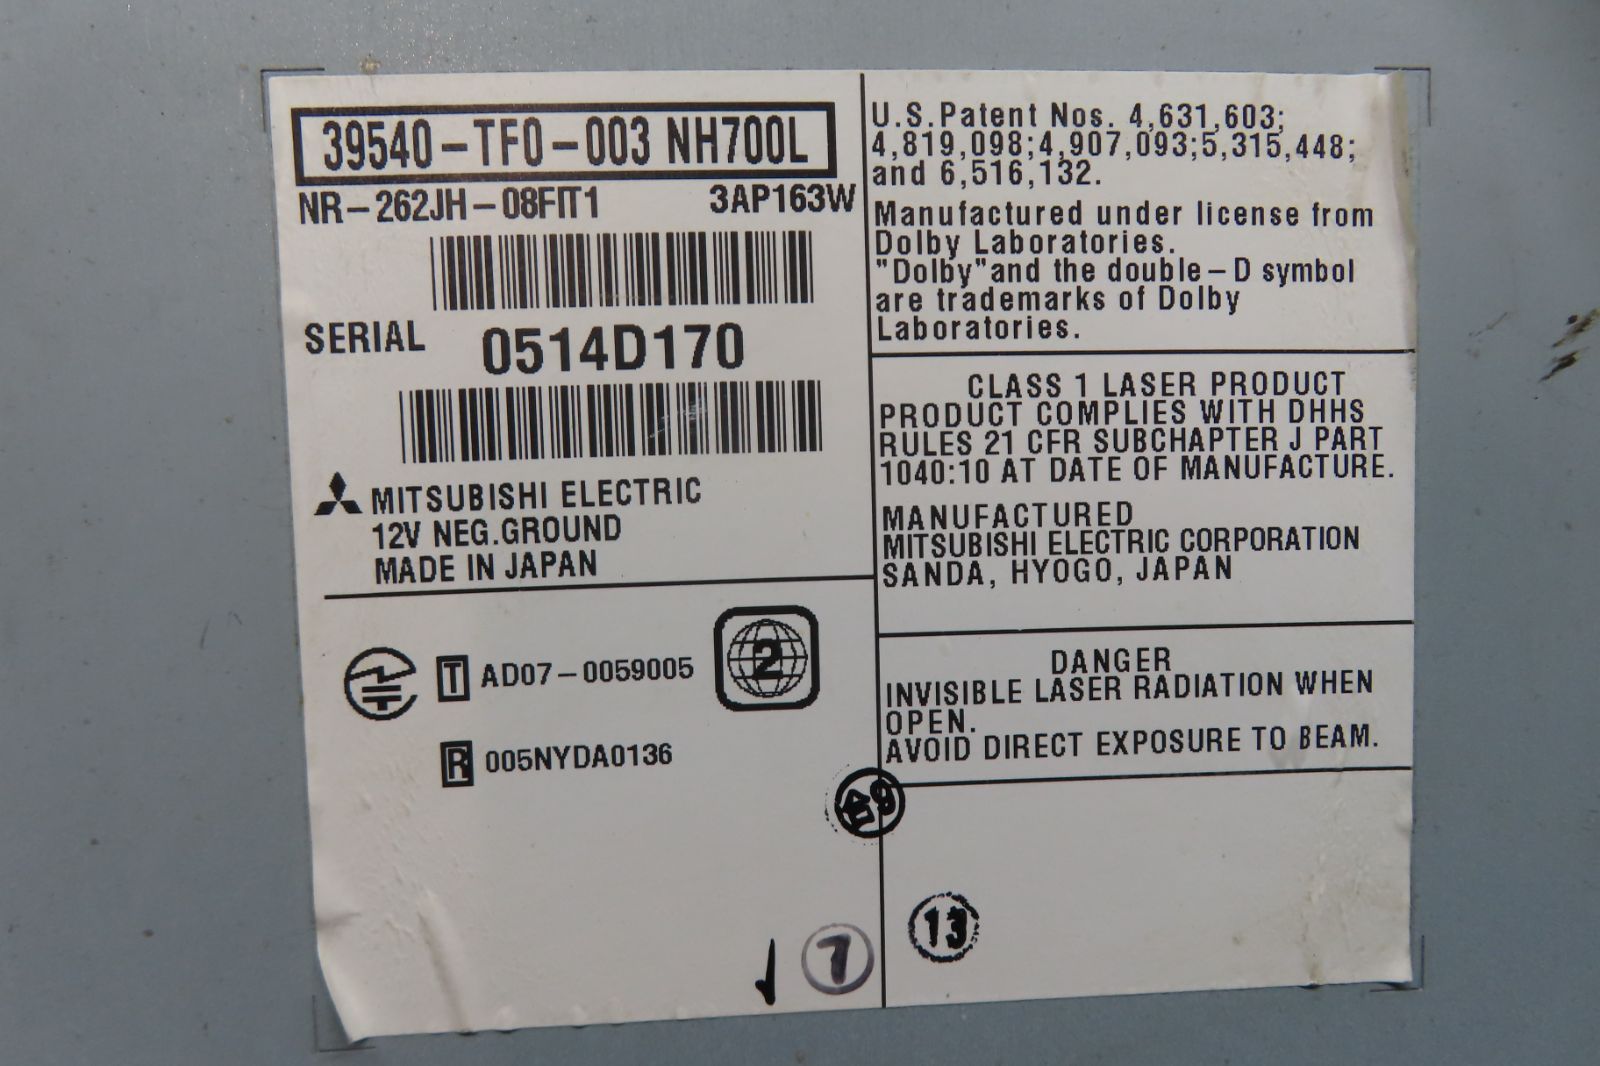 39540-TF0-003 NH700L
NR-262JH-08FIT1 3AP163W
SERIAL 0514D170
MITSUBISHI ELECTRIC
12V NEG.GROUND
MADE IN JAPAN
T AD07-0059005
2
R 005NYDA0136
U.S.Patent Nos. 4,631,603;
4,819,098;4,907,093;5,315,448;
and 6,516,132.
Manufactured under license from
Dolby Laboratories.
"Dolby"and the double-D symbol
are trademarks of Dolby
Laboratories.
CLASS 1 LASER PRODUCT
PRODUCT COMPLIES WITH DHHS
RULES 21 CFR SUBCHAPTER J PART
1040:10 AT DATE OF MANUFACTURE.
MANUFACTURED
MITSUBISHI ELECTRIC CORPORATION
SANDA, HYOGO, JAPAN
DANGER
INVISIBLE LASER RADIATION WHEN
OPEN.
AVOID DIRECT EXPOSURE TO BEAM.
13
7